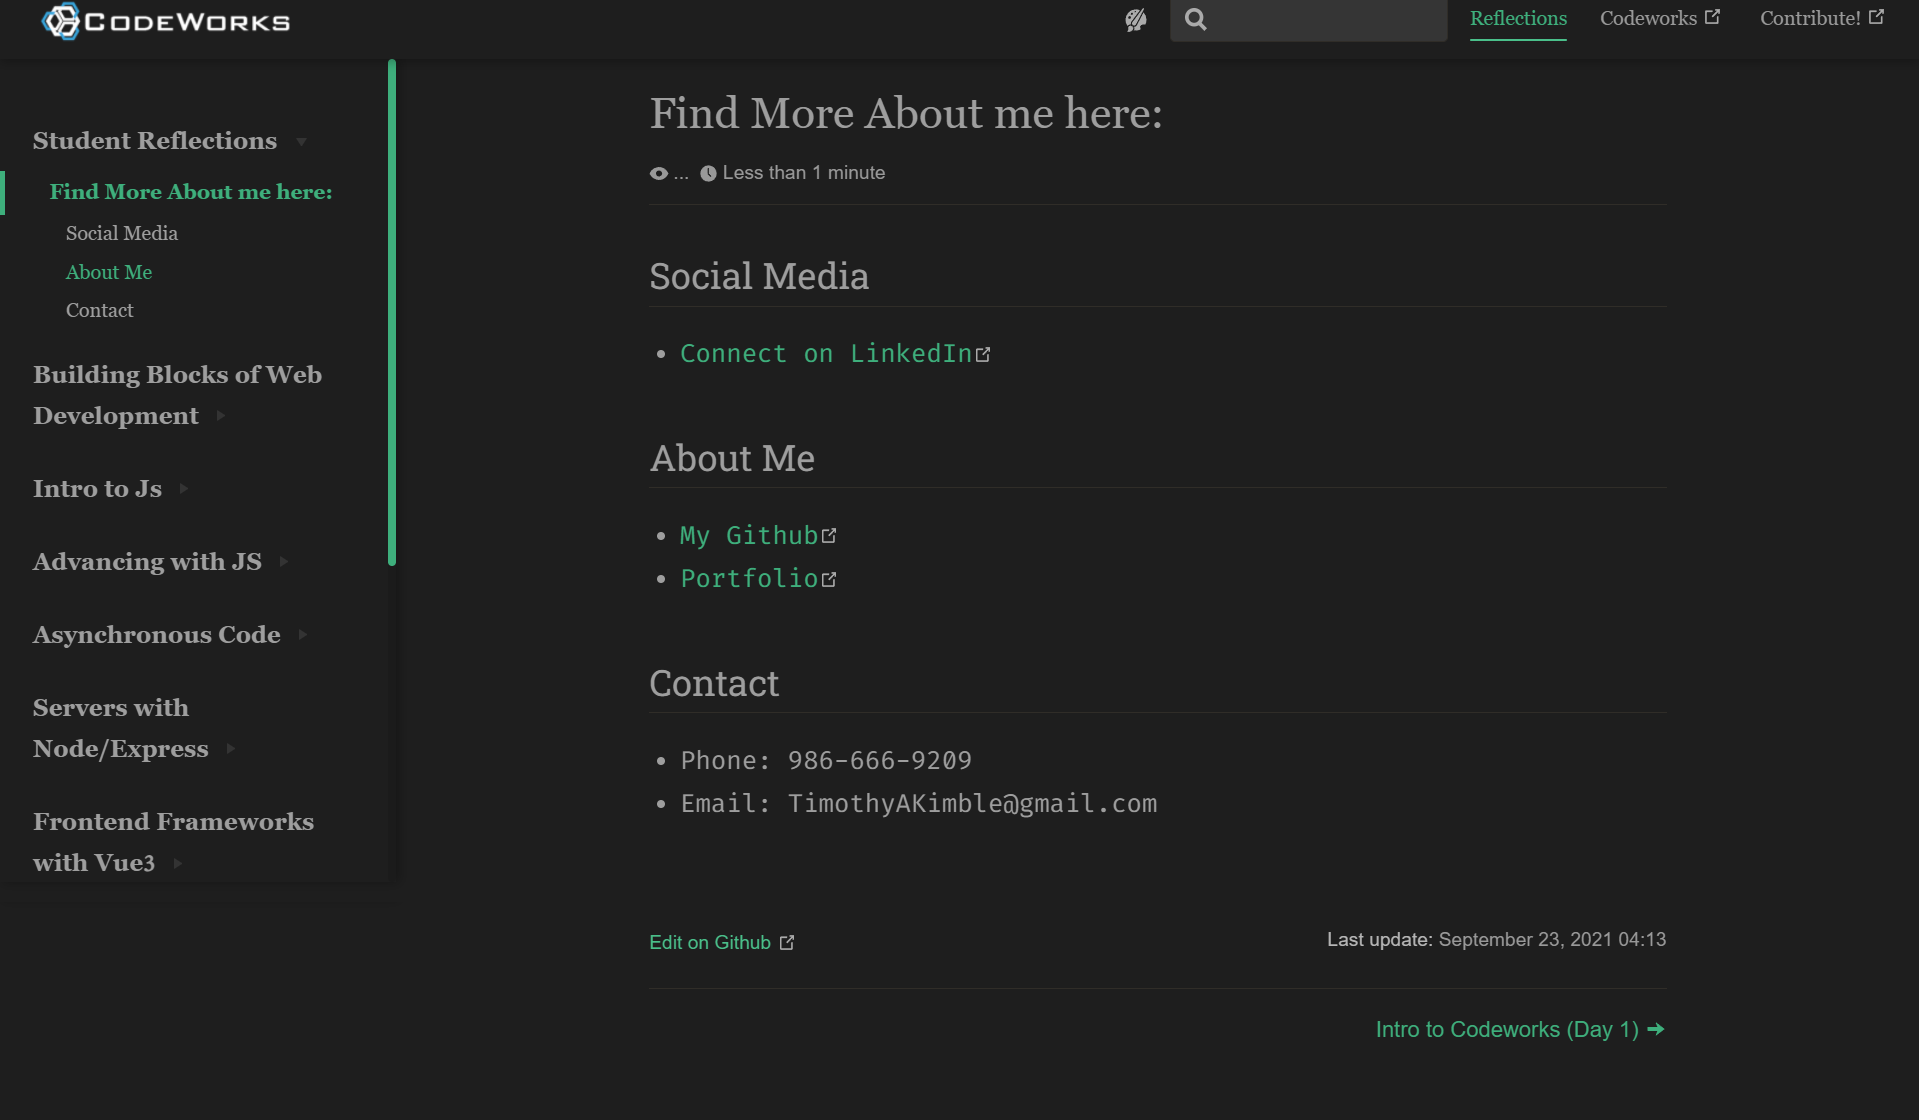 CODEWORKS
Reflections
Codeworks
Contribute!
Student Reflections
Find More About me here:
Social Media
About Me
Contact
Building Blocks of Web
Development
Intro to Js
Advancing with JS
Asynchronous Code
Servers with
Node/Express
Frontend Frameworks
with Vue3
Find More About me here:
... Less than 1 minute
Social Media
• Connect on LinkedIn
About Me
• My Github
• Portfolio
Contact
• Phone: 986-666-9209
• Email: TimothyAKimble@gmail.com
Edit on Github
Last update: September 23, 2021 04:13
Intro to Codeworks (Day 1) →